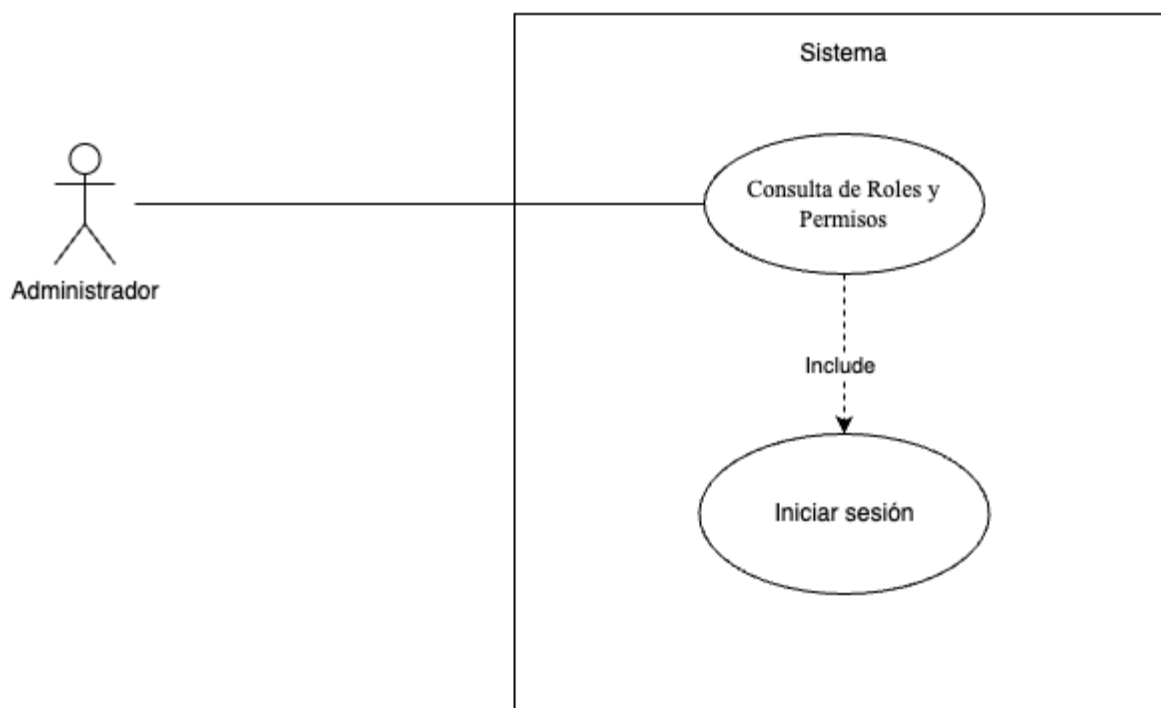 Sistema
Consulta de Roles y
Permisos
Administrador
Include
Iniciar sesión